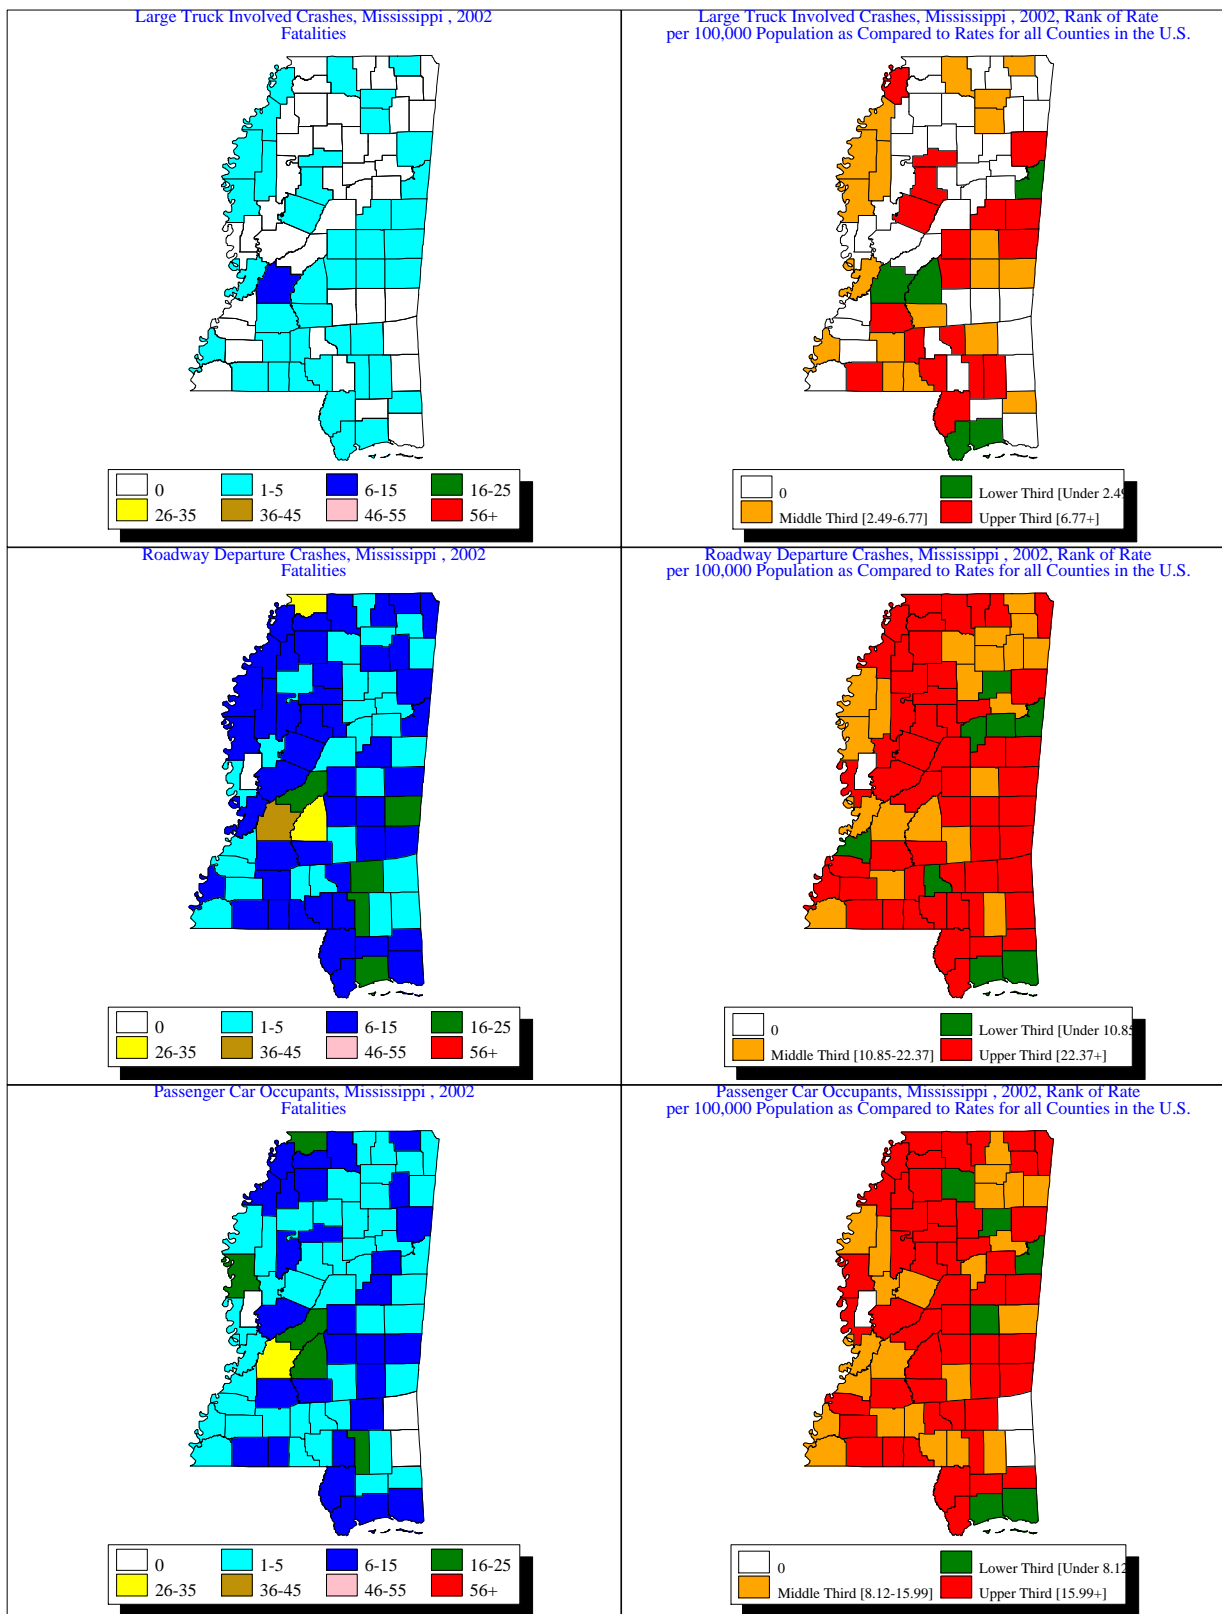 Large Truck Involved Crashes, Mississippi , 2002
Fatalities
0
1-5
6-15
16-25
26-35
36-45
46-55
56+
Large Truck Involved Crashes, Mississippi , 2002, Rank of Rate
per 100,000 Population as Compared to Rates for all Counties in the U.S.
0
Lower Third [Under 2.49
Middle Third [2.49-6.77]
Upper Third [6.77+]
Roadway Departure Crashes, Mississippi , 2002
Fatalities
0
1-5
6-15
16-25
26-35
36-45
46-55
56+
Roadway Departure Crashes, Mississippi , 2002, Rank of Rate
per 100,000 Population as Compared to Rates for all Counties in the U.S.
0
Lower Third [Under 10.85
Middle Third [10.85-22.37]
Upper Third [22.37+]
Passenger Car Occupants, Mississippi , 2002
Fatalities
0
1-5
6-15
16-25
26-35
36-45
46-55
56+
Passenger Car Occupants, Mississippi , 2002, Rank of Rate
per 100,000 Population as Compared to Rates for all Counties in the U.S.
0
Lower Third [Under 8.12
Middle Third [8.12-15.99]
Upper Third [15.99+]